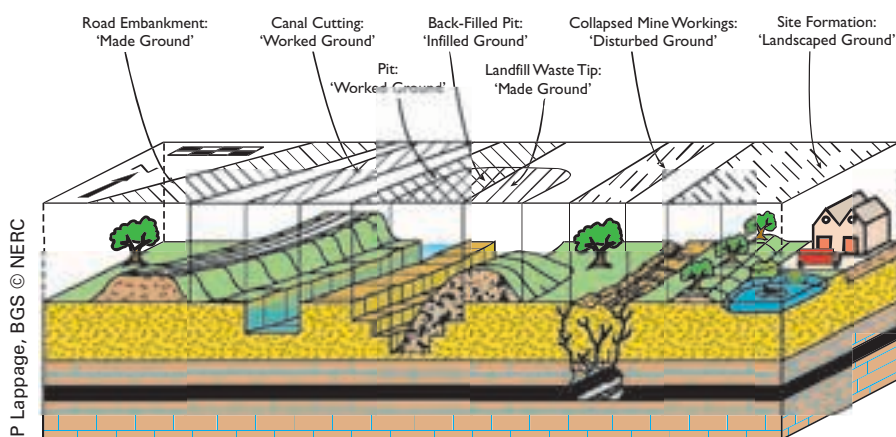 Road Embankment:
‘Made Ground’
Canal Cutting:
‘Worked Ground’
Back-Filled Pit:
‘Infilled Ground’
Collapsed Mine Workings:
‘Disturbed Ground’
Site Formation:
‘Landscaped Ground’
Pit:
‘Worked Ground’
Landfill Waste Tip:
‘Made Ground’
P Lappage, BGS © NERC